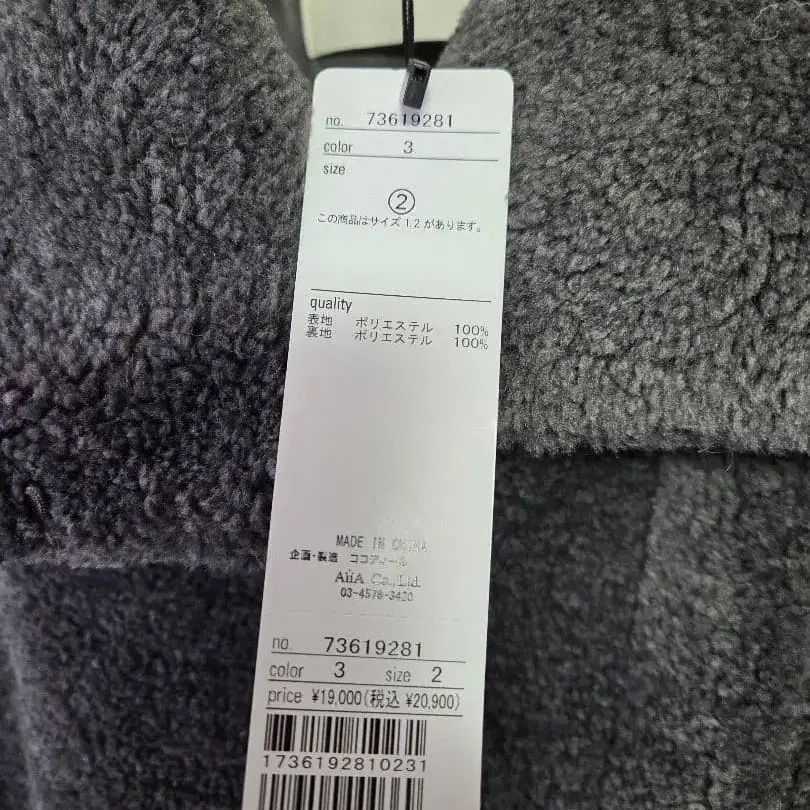 no. 73619281
color 3
size
②
この商品はサイズ 1.2 があります。
quality
表地 ポリエステル 100%
裏地 ポリエステル 100%
MADE IN CHINA
企画・製造 ココディール
AiiA Co.,Ltd.
03-4578-3420
no. 73619281
color 3 size 2
price ¥19,000(税込 ¥20,900)
1736192810231